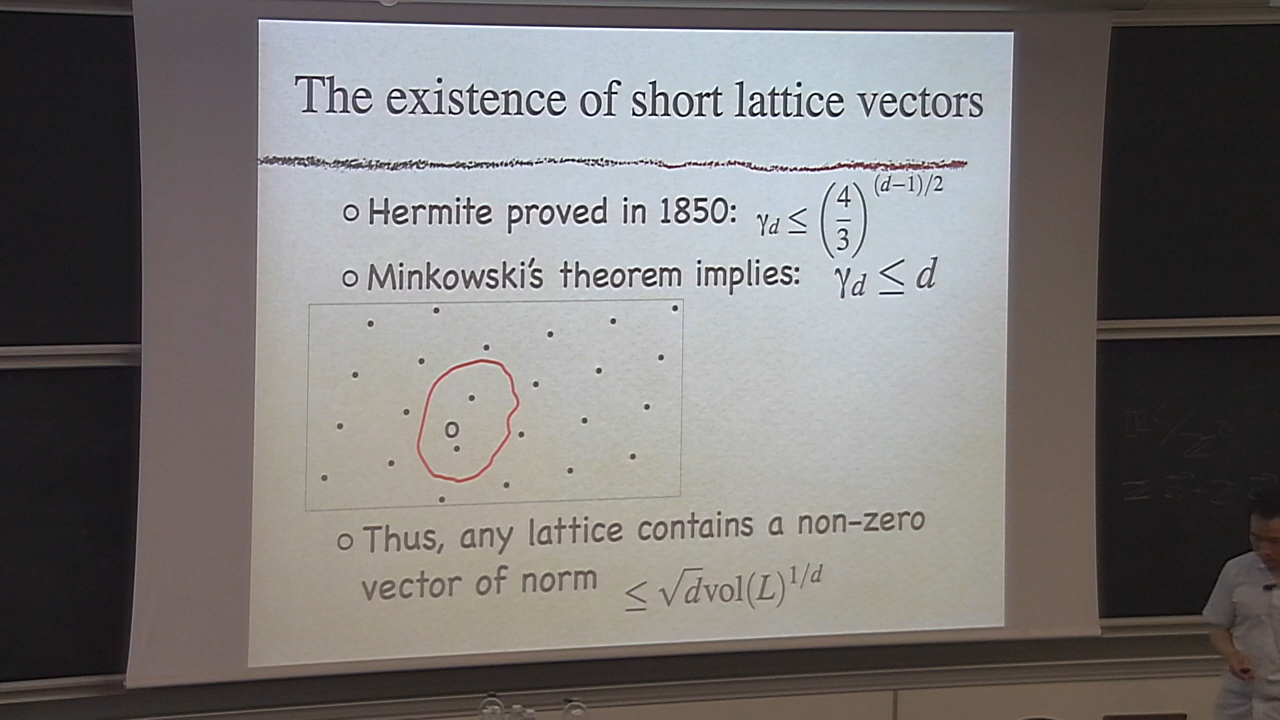 The existence of short lattice vectors
Hermite proved in 1850: γ_d ≤ (4/3)^{(d−1)/2}
Minkowski's theorem implies: γ_d ≤ d
O
Thus, any lattice contains a non-zero
vector of norm ≤ √d vol(L)^{1/d}